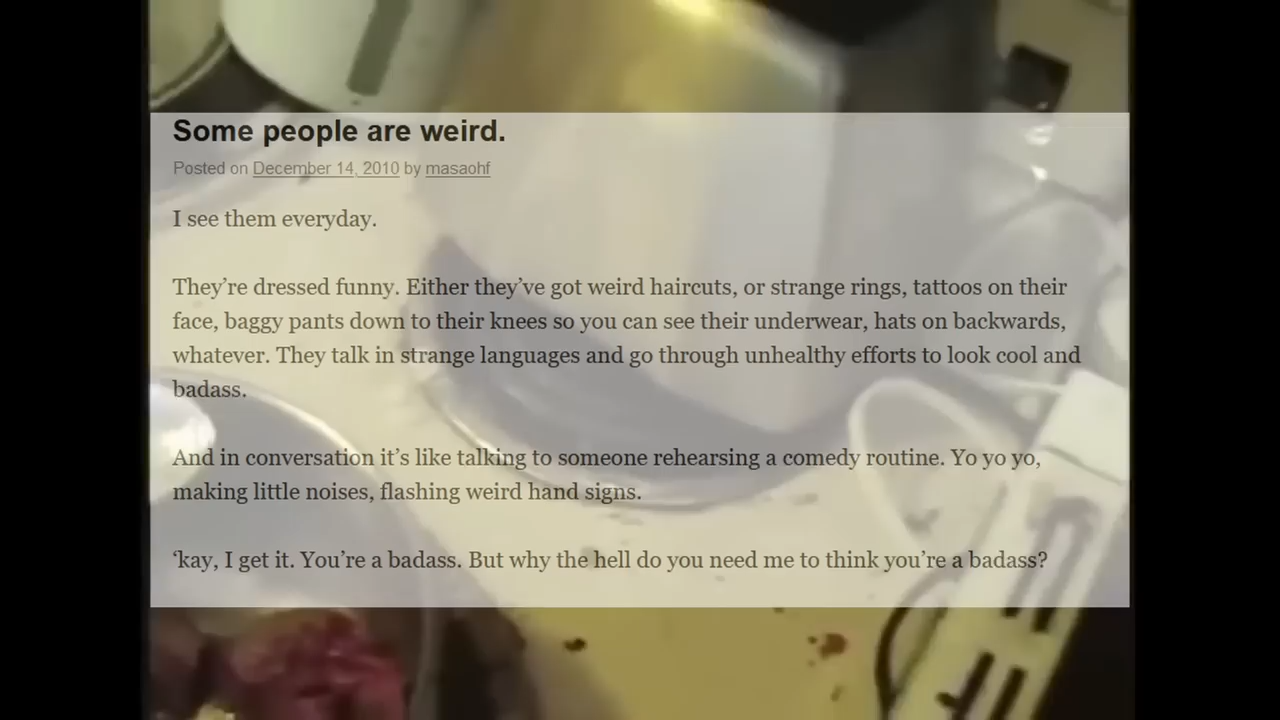 Some people are weird.
Posted on December 14, 2010 by masaohf
I see them everyday.
They’re dressed funny. Either they’ve got weird haircuts, or strange rings, tattoos on their
face, baggy pants down to their knees so you can see their underwear, hats on backwards,
whatever. They talk in strange languages and go through unhealthy efforts to look cool and
badass.
And in conversation it’s like talking to someone rehearsing a comedy routine. Yo yo yo,
making little noises, flashing weird hand signs.
‘kay, I get it. You’re a badass. But why the hell do you need me to think you’re a badass?